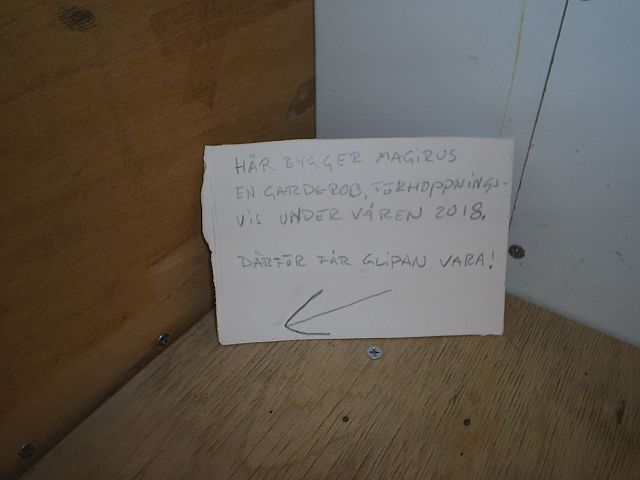 HÄR BYGGER MAGIRUS
EN GARDEROB, FÖRHOPPNINGS-
VIS UNDER VÅREN 2018.
DÄRFÖR FÅR GLIPAN VARA!